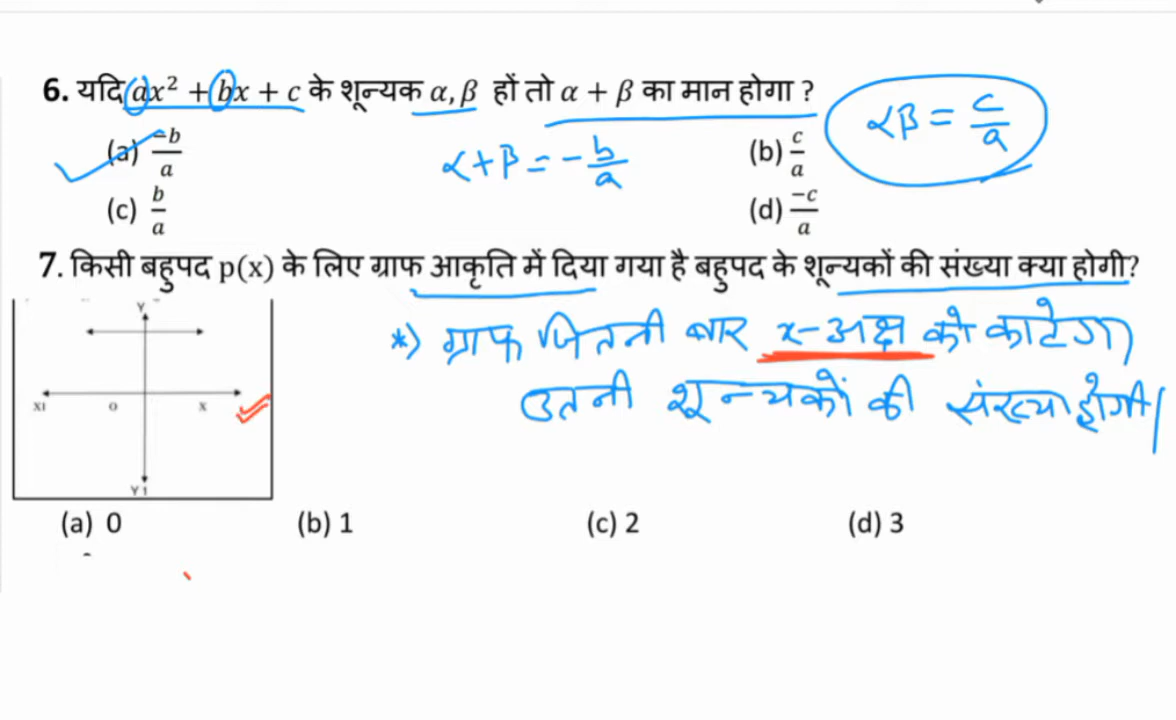 6. यदि ax² + bx + c के शून्यक α, β हों तो α + β का मान होगा ?
αβ = c/a
(a) -b/a
α+β = -b/a
(b) c/a
(c) b/a
(d) -c/a
7. किसी बहुपद p(x) के लिए ग्राफ आकृति में दिया गया है बहुपद के शून्यकों की संख्या क्या होगी?
*) ग्राफ जितनी बार x-अक्ष को काटेगा
उतनी शून्यकों की संख्या होगी।
Y
X1 O X
Y1
(a) 0 (b) 1 (c) 2 (d) 3